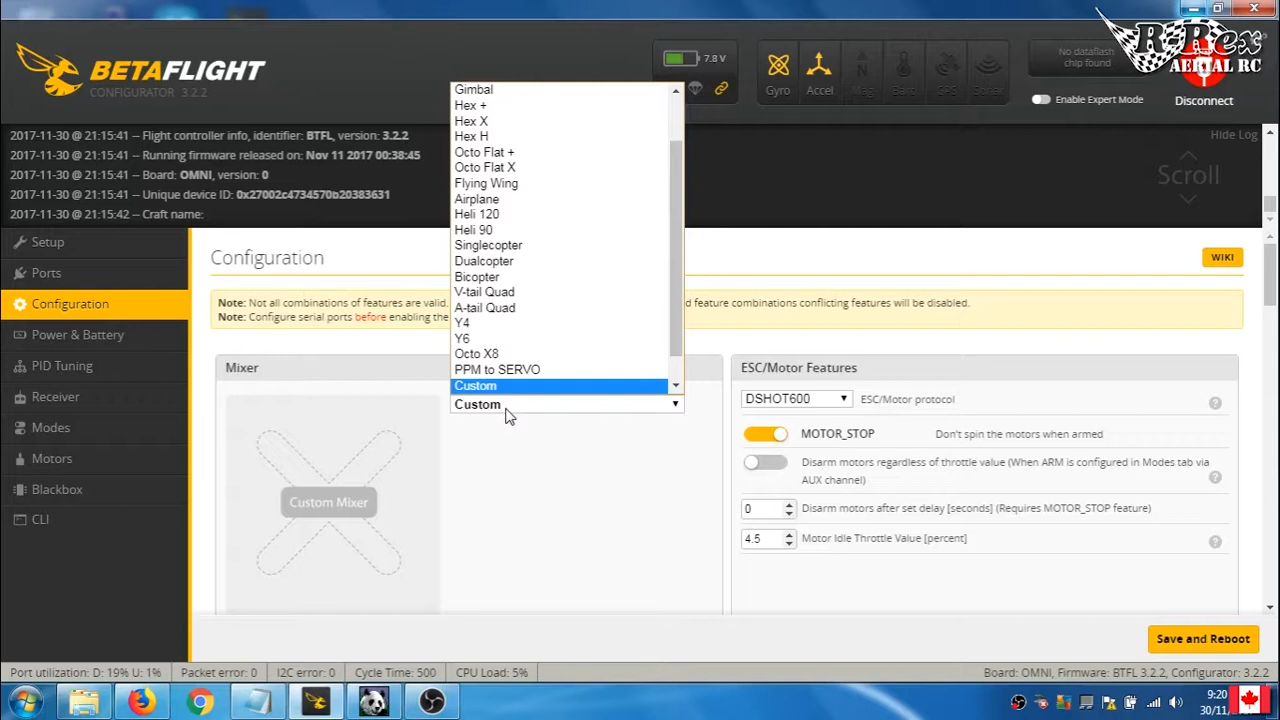 R-Rex
AERIAL RC
BETAFLIGHT
CONFIGURATOR 3.2.2
7.8 V
Gyro
Accel
Mag
Baro
GPS
Sonar
No dataflash
chip found
Enable Expert Mode
Disconnect
2017-11-30 @ 21:15:41 -- Flight controller info, identifier: BTFL, version: 3.2.2
2017-11-30 @ 21:15:41 -- Running firmware released on: Nov 11 2017 00:38:45
2017-11-30 @ 21:15:41 -- Board: OMNI, version: 0
2017-11-30 @ 21:15:41 -- Unique device ID: 0x27002c4734570b20383631
2017-11-30 @ 21:15:42 -- Craft name:
Hide Log
Scroll
Setup
Ports
Configuration
Power & Battery
PID Tuning
Receiver
Modes
Motors
Blackbox
CLI
Configuration
WIKI
Note: Not all combinations of features are valid. feature combinations conflicting features will be disabled.
Note: Configure serial ports before enabling the
Mixer
Gimbal
Hex +
Hex X
Hex H
Octo Flat +
Octo Flat X
Flying Wing
Airplane
Heli 120
Heli 90
Singlecopter
Dualcopter
Bicopter
V-tail Quad
A-tail Quad
Y4
Y6
Octo X8
PPM to SERVO
Custom
Custom
Custom Mixer
ESC/Motor Features
DSHOT600 ESC/Motor protocol
MOTOR_STOP Don't spin the motors when armed
Disarm motors regardless of throttle value (When ARM is configured in Modes tab via
AUX channel)
0 Disarm motors after set delay [seconds] (Requires MOTOR_STOP feature)
4.5 Motor Idle Throttle Value [percent]
Save and Reboot
Port utilization: D: 19% U: 1% Packet error: 0 I2C error: 0 Cycle Time: 500 CPU Load: 5% Board: OMNI, Firmware: BTFL 3.2.2, Configurator: 3.2.2
9:20
30/11/